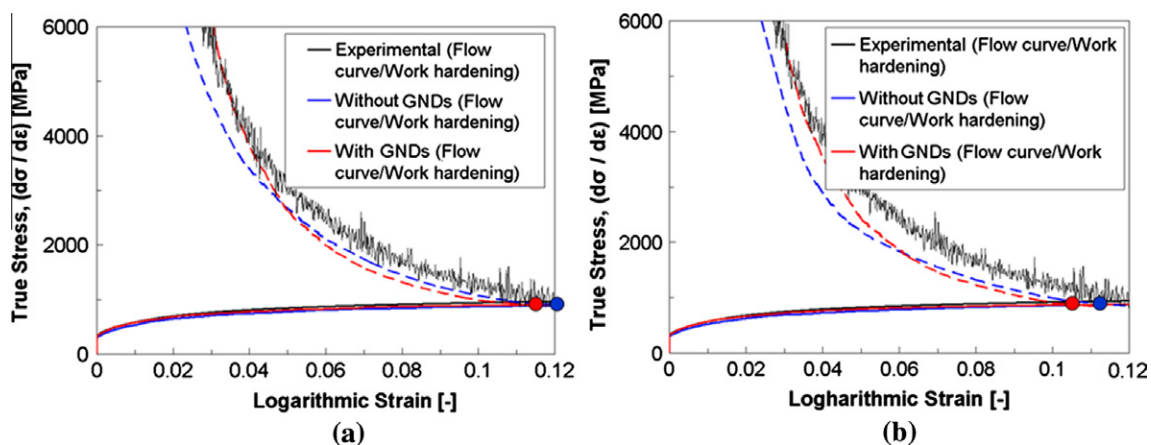 6000
4000
2000
0
True Stress, (dσ / dε) [MPa]
Experimental (Flow
curve/Work hardening)
Without GNDs (Flow
curve/Work hardening)
With GNDs (Flow
curve/Work hardening)
0 0.02 0.04 0.06 0.08 0.1 0.12
Logarithmic Strain [-]
(a)
6000
4000
2000
0
True Stress, (dσ / dε) [MPa]
Experimental (Flow curve/Work
hardening)
Without GNDs (Flow
curve/Work hardening)
With GNDs (Flow curve/Work
hardening)
0 0.02 0.04 0.06 0.08 0.1 0.12
Logharithmic Strain [-]
(b)